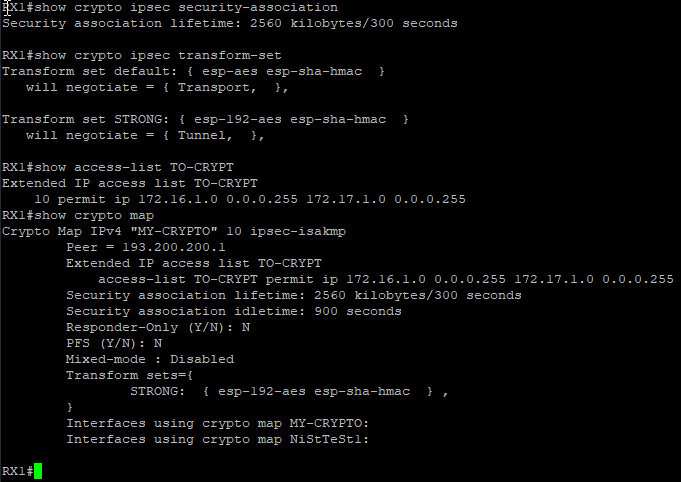 RX1#show crypto ipsec security-association
Security association lifetime: 2560 kilobytes/300 seconds
RX1#show crypto ipsec transform-set
Transform set default: { esp-aes esp-sha-hmac  }
   will negotiate = { Transport,  },
Transform set STRONG: { esp-192-aes esp-sha-hmac  }
   will negotiate = { Tunnel,  },
RX1#show access-list TO-CRYPT
Extended IP access list TO-CRYPT
    10 permit ip 172.16.1.0 0.0.0.255 172.17.1.0 0.0.0.255
RX1#show crypto map
Crypto Map IPv4 "MY-CRYPTO" 10 ipsec-isakmp
        Peer = 193.200.200.1
        Extended IP access list TO-CRYPT
            access-list TO-CRYPT permit ip 172.16.1.0 0.0.0.255 172.17.1.0 0.0.0.255
        Security association lifetime: 2560 kilobytes/300 seconds
        Security association idletime: 900 seconds
        Responder-Only (Y/N): N
        PFS (Y/N): N
        Mixed-mode : Disabled
        Transform sets={
                STRONG:  { esp-192-aes esp-sha-hmac  } ,
        }
        Interfaces using crypto map MY-CRYPTO:
        Interfaces using crypto map NiStTeSt1:
RX1#